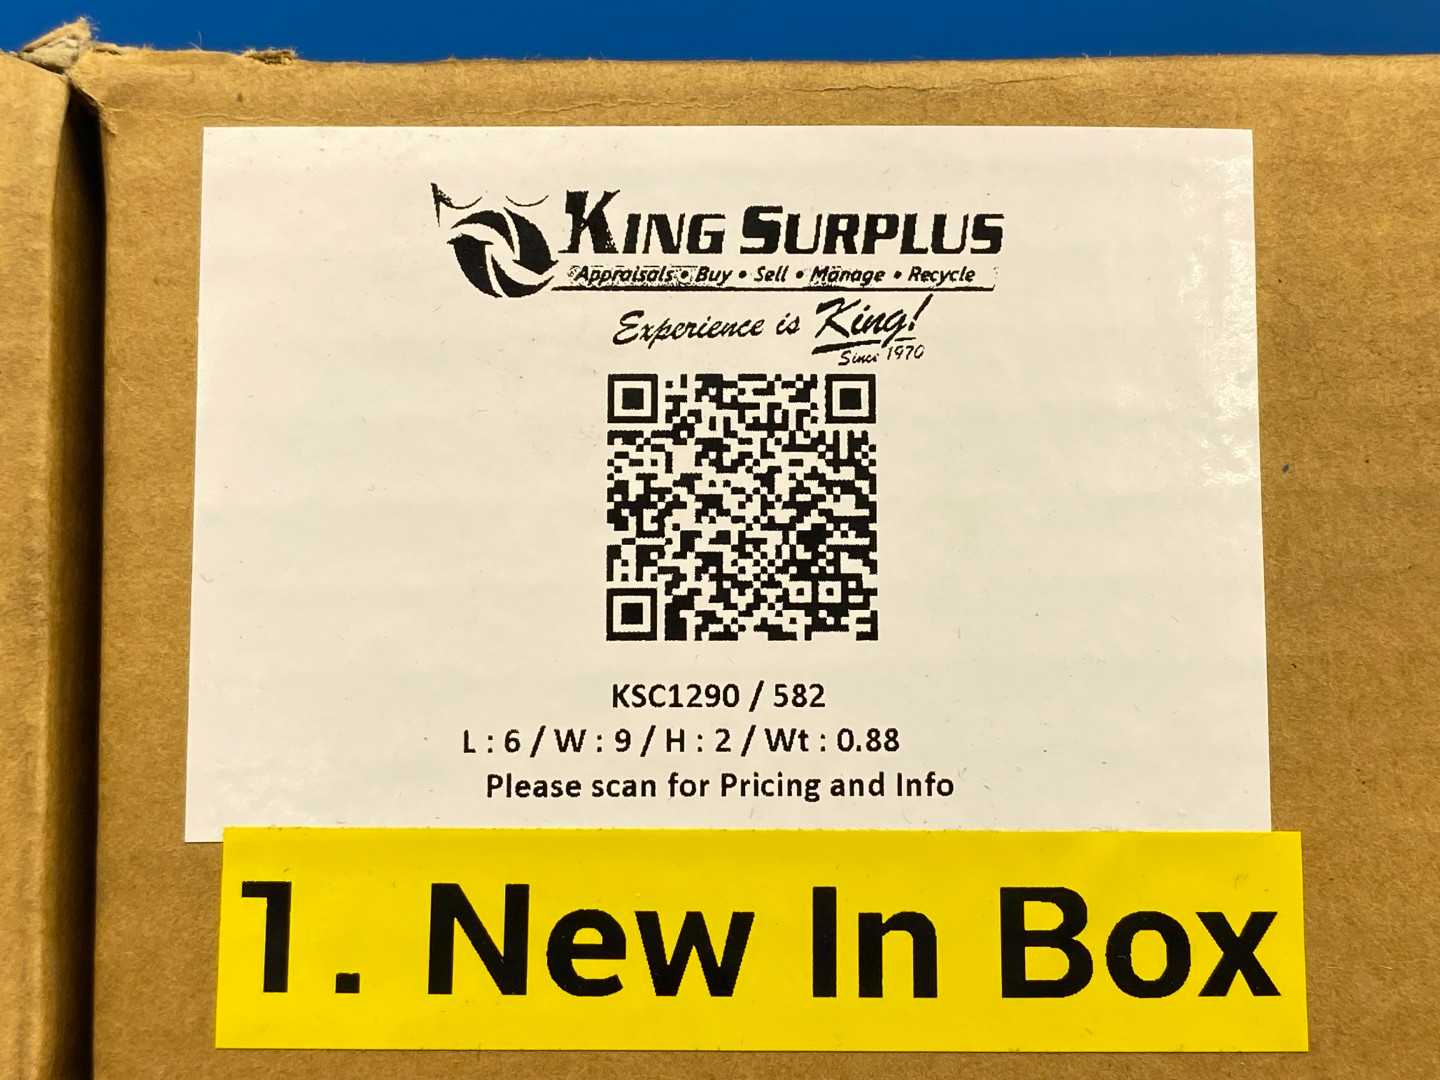 KING SURPLUS
Appraisals • Buy • Sell • Manage • Recycle
Experience is King!
Since 1970
KSC1290 / 582
L : 6 / W : 9 / H : 2 / Wt : 0.88
Please scan for Pricing and Info
1. New In Box